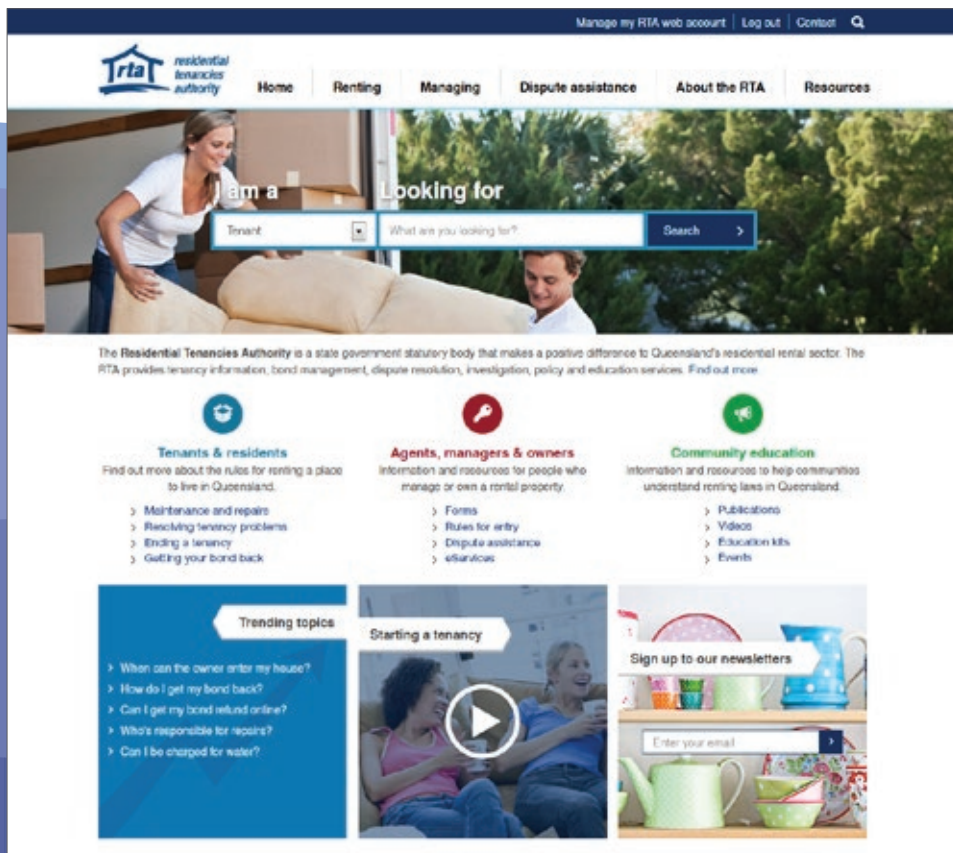 Manage my RTA web account | Log out | Contact
rta residential
tenancies
authority
Home Renting Managing Dispute assistance About the RTA Resources
I am a Looking for
Tenant What are you looking for? Search >
The Residential Tenancies Authority is a state government statutory body that makes a positive difference to Queensland's residential rental sector. The
RTA provides tenancy information, bond management, dispute resolution, investigation, policy and education services. Find out more
Tenants & residents
Find out more about the rules for renting a place
to live in Queensland.
> Maintenance and repairs
> Resolving tenancy problems
> Ending a tenancy
> Getting your bond back
Agents, managers & owners
Information and resources for people who
manage or own a rental property.
> Forms
> Rules for entry
> Dispute assistance
> eServices
Community education
Information and resources to help communities
understand renting laws in Queensland.
> Publications
> Videos
> Education kits
> Events
Trending topics
> When can the owner enter my house?
> How do I get my bond back?
> Can I get my bond refund online?
> Who's responsible for repairs?
> Can I be charged for water?
Starting a tenancy
Sign up to our newsletters
Enter your email >